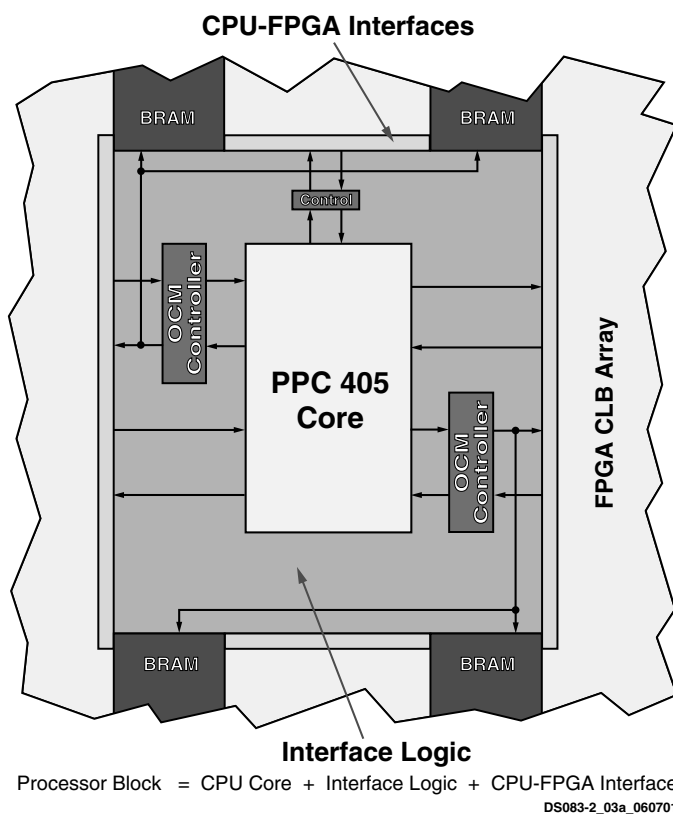 CPU-FPGA Interfaces
BRAM
BRAM
Control
OCM
Controller
PPC 405
Core
OCM
Controller
FPGA CLB Array
BRAM
BRAM
Interface Logic
Processor Block = CPU Core + Interface Logic + CPU-FPGA Interface
DS083-2_03a_060701